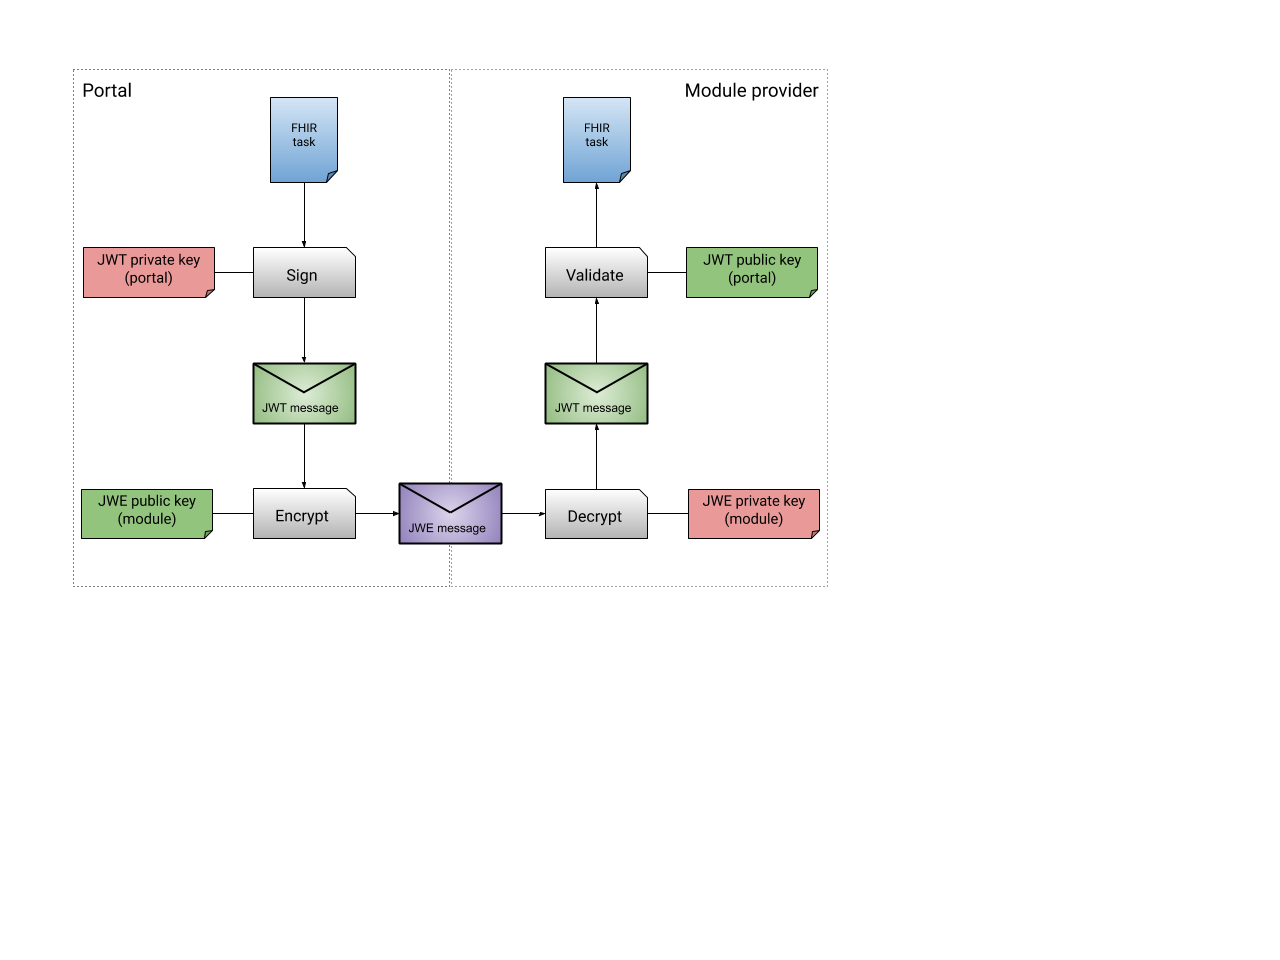 Portal
Module provider
FHIR
task
FHIR
task
JWT private key
(portal)
Sign
Validate
JWT public key
(portal)
JWT message
JWT message
JWE public key
(module)
Encrypt
JWE message
Decrypt
JWE private key
(module)